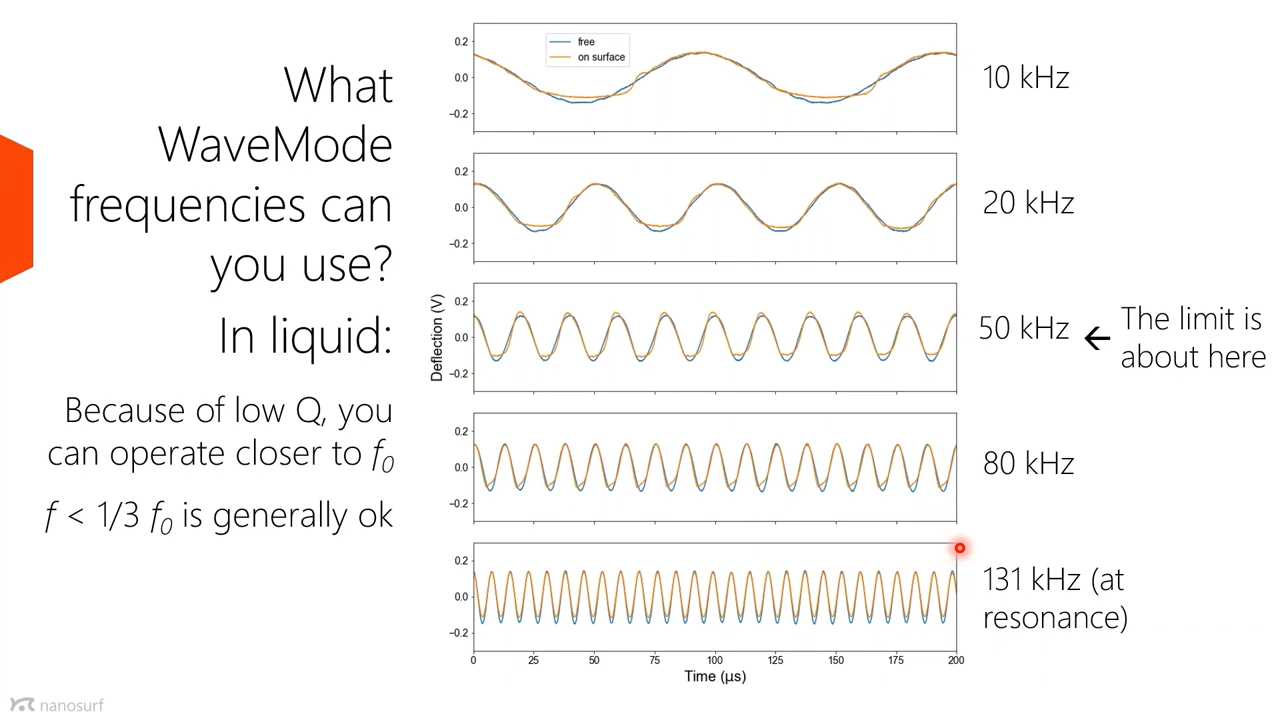 What
WaveMode
frequencies can
you use?
In liquid:
Because of low Q, you
can operate closer to f₀
f < 1/3 f₀ is generally ok
free
on surface
0.2
0.0
−0.2
10 kHz
0.2
0.0
−0.2
20 kHz
Deflection (V)
0.2
0.0
−0.2
50 kHz
← The limit is
about here
0.2
0.0
−0.2
80 kHz
0.2
0.0
−0.2
131 kHz (at
resonance)
0 25 50 75 100 125 150 175 200
Time (µs)
nanosurf